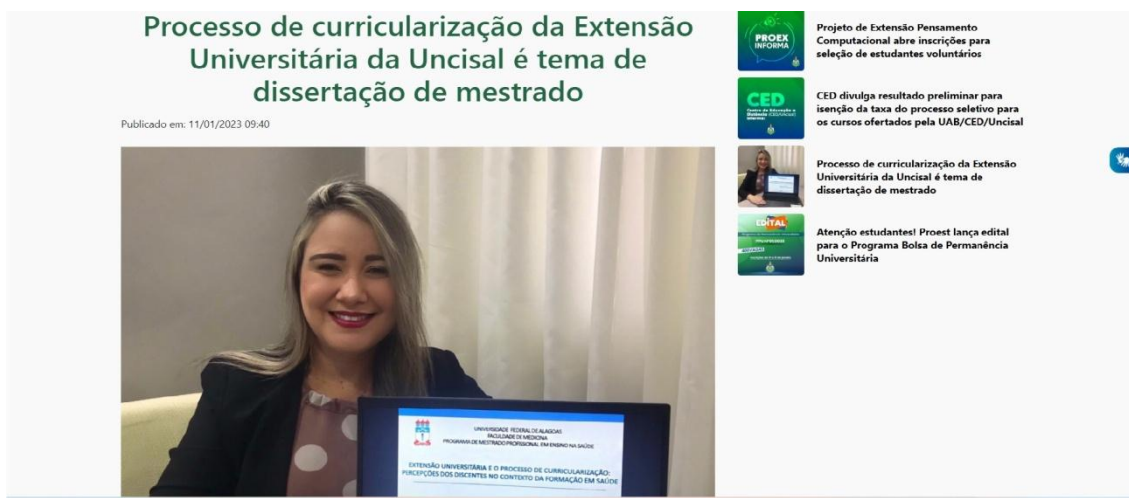 Processo de curricularização da Extensão
Universitária da Uncisal é tema de
dissertação de mestrado
Publicado em: 11/01/2023 09:40
UNIVERSIDADE FEDERAL DE ALAGOAS
FACULDADE DE MEDICINA
PROGRAMA DE MESTRADO PROFISSIONAL EM ENSINO NA SAÚDE
EXTENSÃO UNIVERSITÁRIA E O PROCESSO DE CURRICULARIZAÇÃO:
PERCEPÇÕES DOS DISCENTES NO CONTEXTO DA FORMAÇÃO EM SAÚDE
PROEX
INFORMA
Projeto de Extensão Pensamento
Computacional abre inscrições para
seleção de estudantes voluntários
CED
CED divulga resultado preliminar para
isenção da taxa do processo seletivo para
os cursos ofertados pela UAB/CED/Uncisal
Processo de curricularização da Extensão
Universitária da Uncisal é tema de
dissertação de mestrado
EDITAL
Atenção estudantes! Proest lança edital
para o Programa Bolsa de Permanência
Universitária